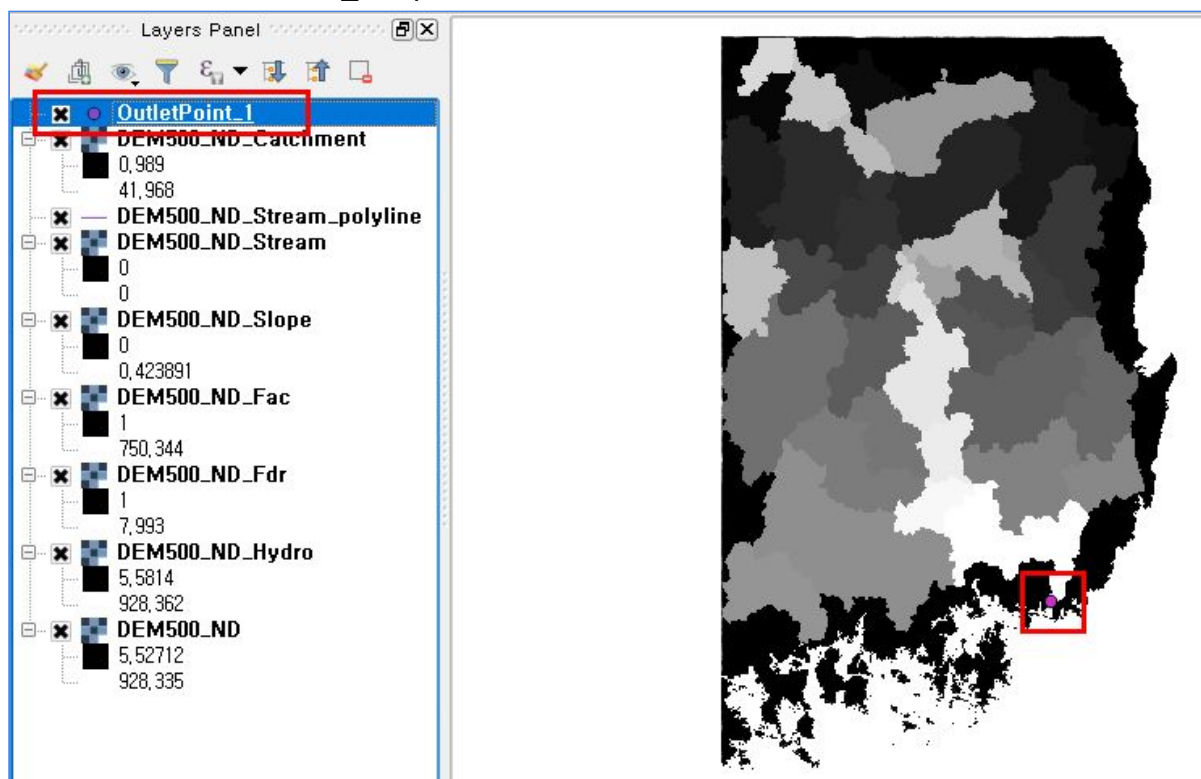 Layers Panel
OutletPoint_1
DEM500_ND_Catchment
0,989
41,968
DEM500_ND_Stream_polyline
DEM500_ND_Stream
0
0
DEM500_ND_Slope
0
0,423891
DEM500_ND_Fac
1
750,344
DEM500_ND_Fdr
1
7,993
DEM500_ND_Hydro
5,5814
928,362
DEM500_ND
5,52712
928,335